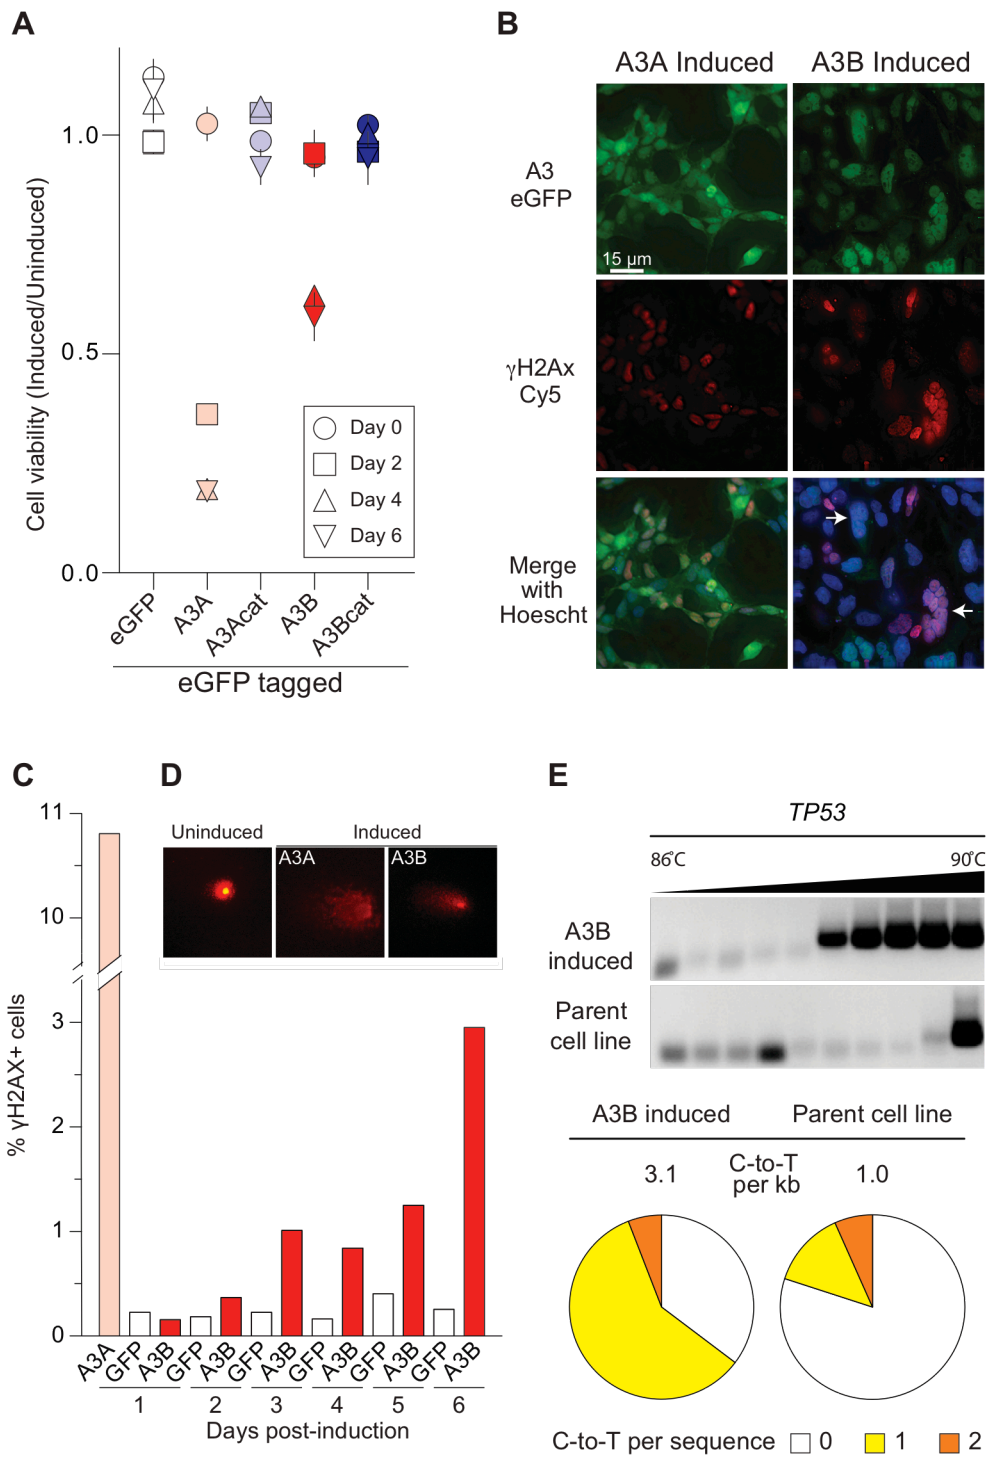 A
Cell viability (Induced/Uninduced)
1.0
0.5
0.0
Day 0
Day 2
Day 4
Day 6
eGFP
A3A
A3Acat
A3B
A3Bcat
eGFP tagged
B
A3A Induced
A3B Induced
A3
eGFP
15 µm
γH2Ax
Cy5
Merge
with
Hoescht
C
% γH2AX+ cells
11
10
3
2
1
0
A3A
GFP
A3B
GFP
A3B
GFP
A3B
GFP
A3B
GFP
A3B
GFP
A3B
1 2 3 4 5 6
Days post-induction
D
Uninduced
Induced
A3A
A3B
E
TP53
86°C
90°C
A3B
induced
Parent
cell line
A3B induced
Parent cell line
3.1
C-to-T
per kb
1.0
C-to-T per sequence 0 1 2